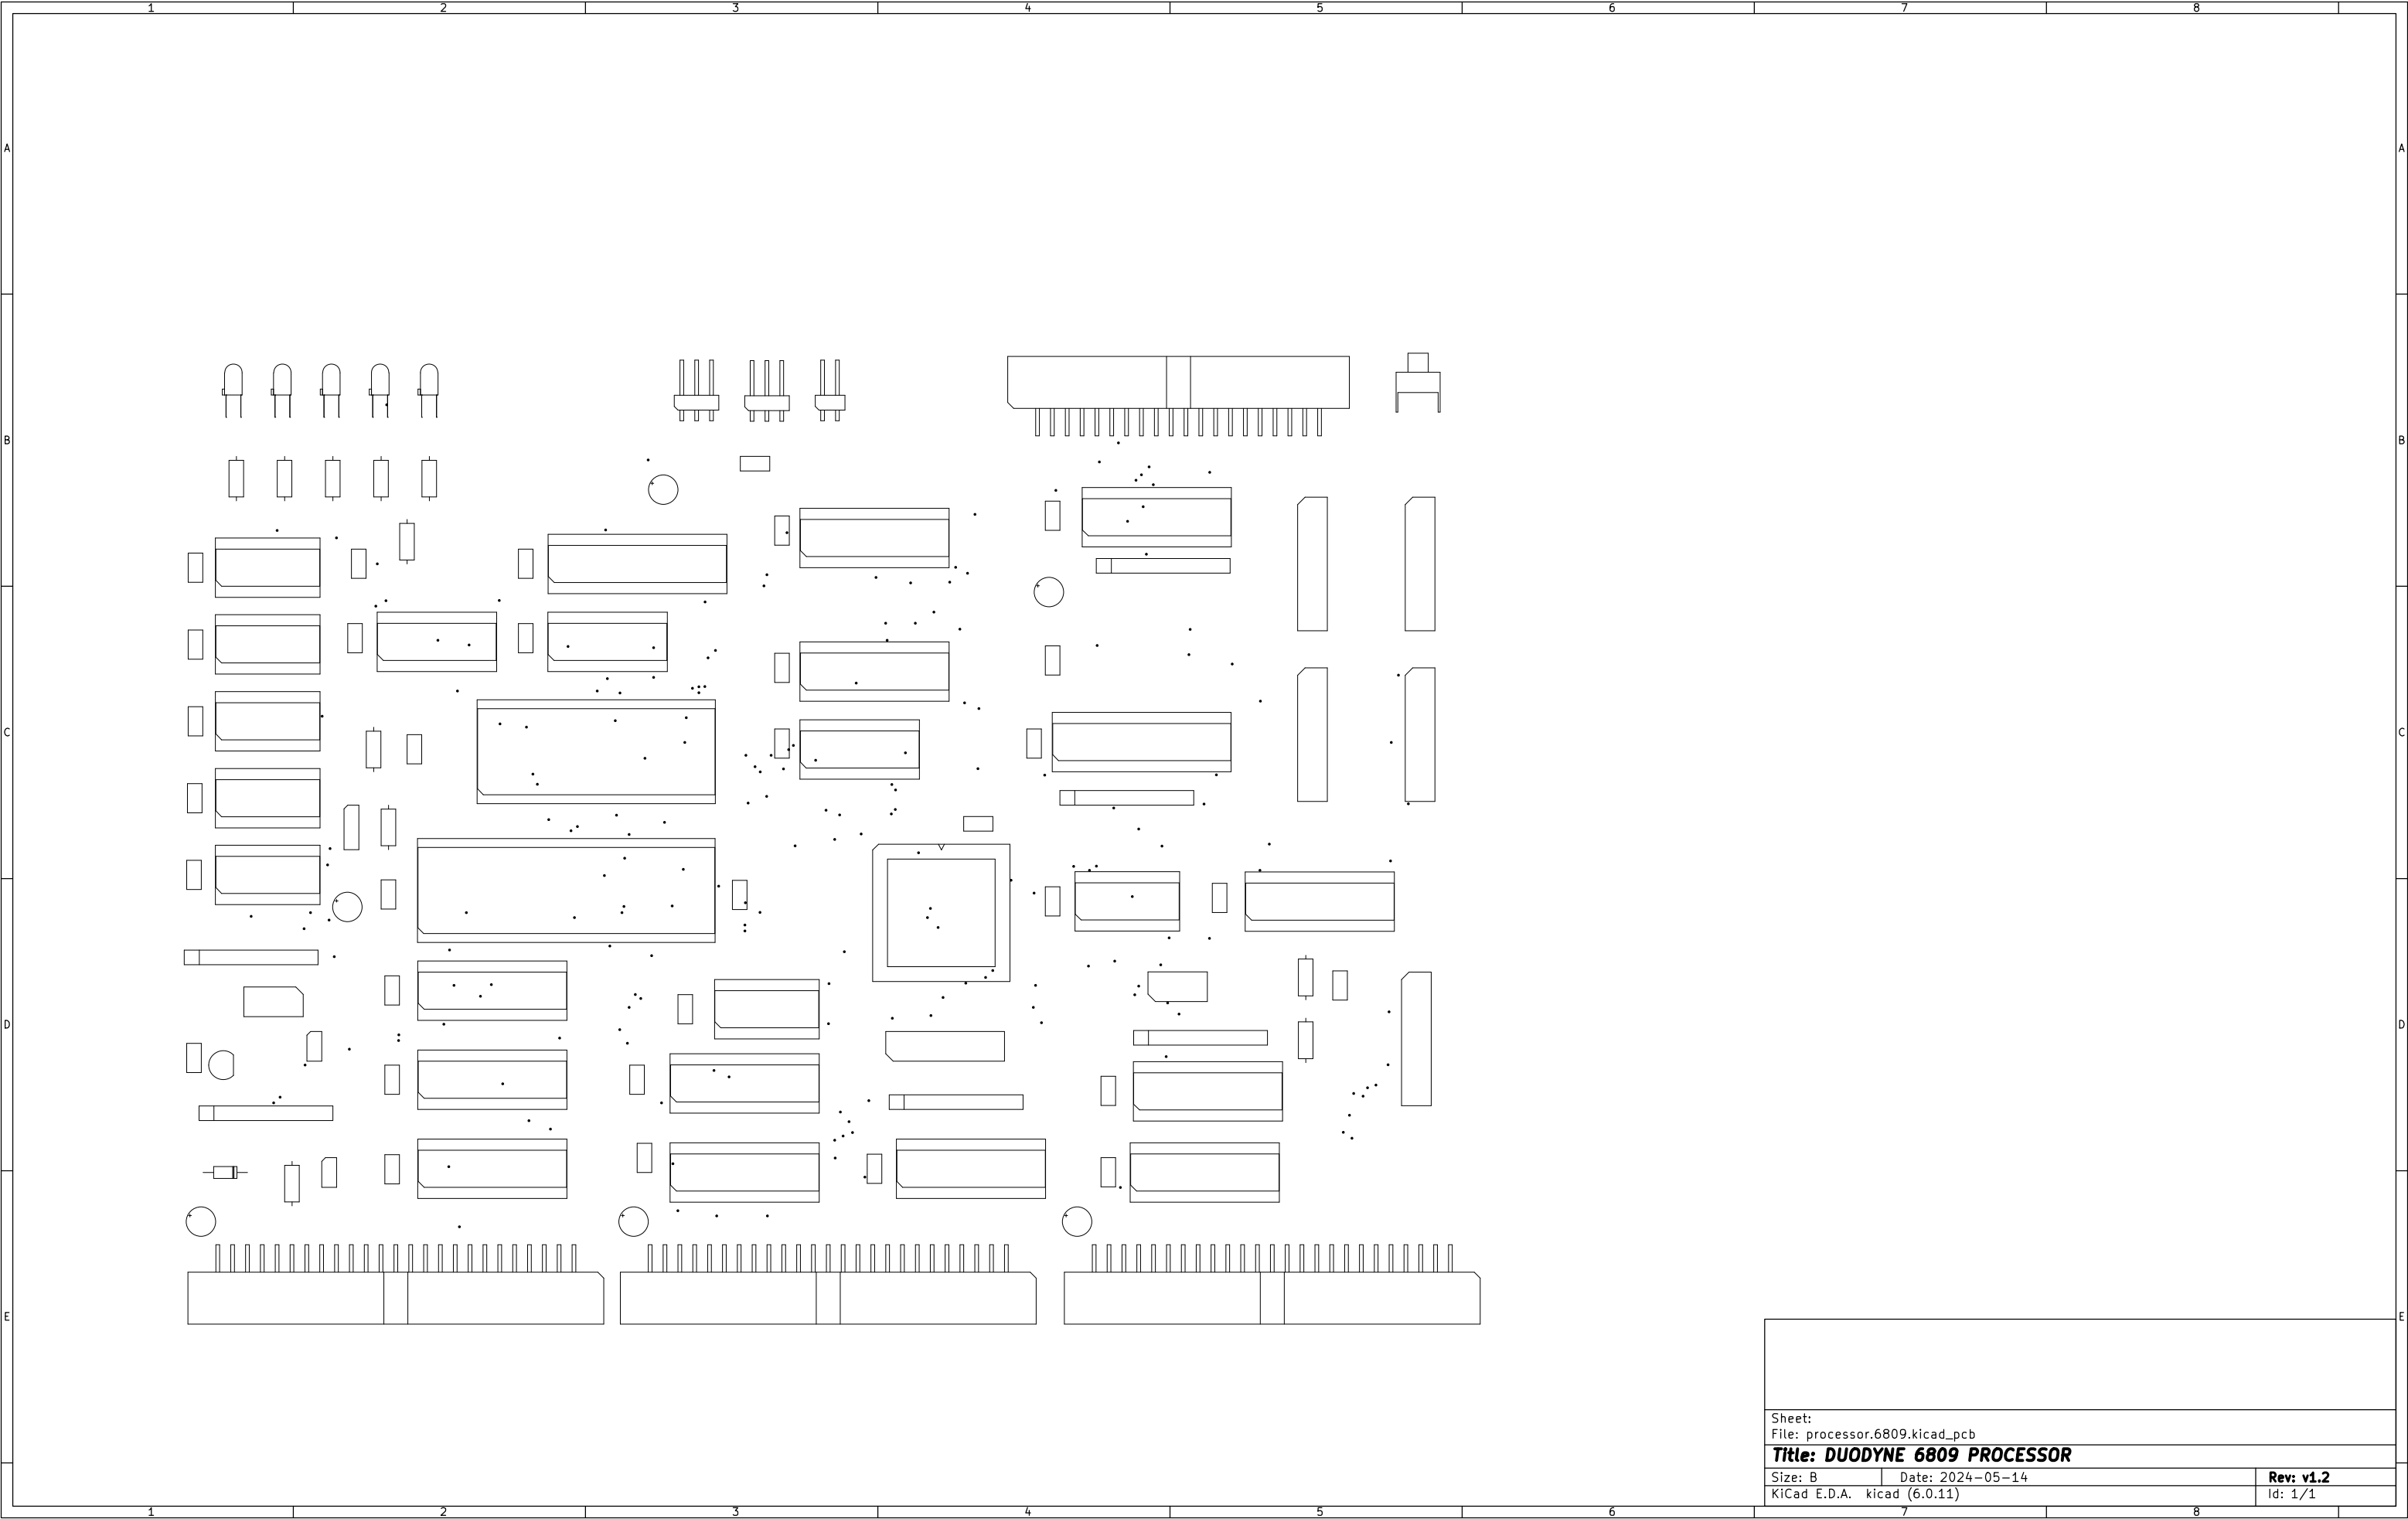 1 2 3 4 5 6 7 8
A A
B B
C C
D D
E E
Sheet:
File: processor.6809.kicad_pcb
Title: DUODYNE 6809 PROCESSOR
Size: B Date: 2024-05-14 Rev: v1.2
KiCad E.D.A. kicad (6.0.11) Id: 1/1
1 2 3 4 5 6 7 8